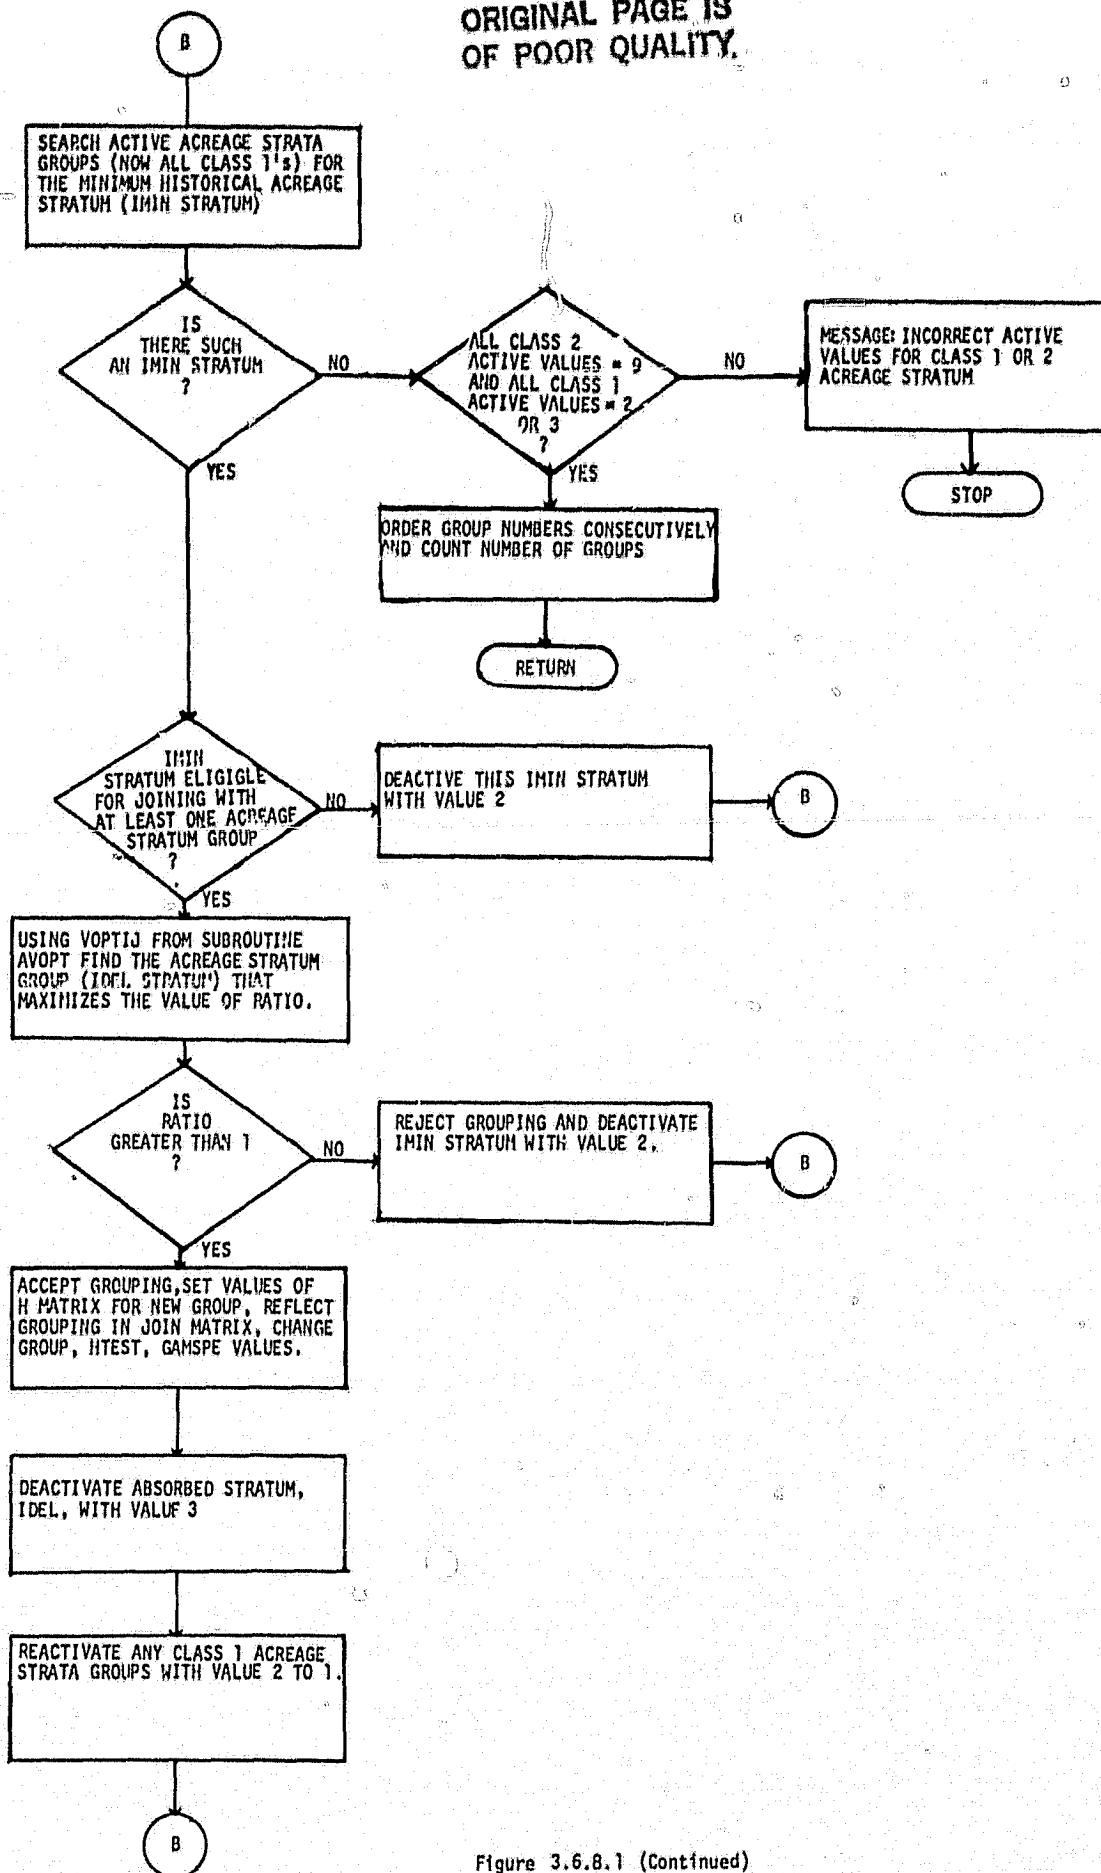 ORIGINAL PAGE IS
OF POOR QUALITY.
B
SEARCH ACTIVE ACREAGE STRATA
GROUPS (NOW ALL CLASS 1's) FOR
THE MINIMUM HISTORICAL ACREAGE
STRATUM (IMIN STRATUM)
IS
THERE SUCH
AN IMIN STRATUM
?
NO
YES
ALL CLASS 2
ACTIVE VALUES = 9
AND ALL CLASS 1
ACTIVE VALUES = 2
OR 3
?
NO
YES
MESSAGE: INCORRECT ACTIVE
VALUES FOR CLASS 1 OR 2
ACREAGE STRATUM
STOP
ORDER GROUP NUMBERS CONSECUTIVELY
AND COUNT NUMBER OF GROUPS
RETURN
IMIN
STRATUM ELIGIGLE
FOR JOINING WITH
AT LEAST ONE ACREAGE
STRATUM GROUP
?
NO
YES
DEACTIVE THIS IMIN STRATUM
WITH VALUE 2
B
USING VOPTIJ FROM SUBROUTINE
AVOPT FIND THE ACREAGE STRATUM
GROUP (IDEL STRATUM) THAT
MAXIMIZES THE VALUE OF RATIO.
IS
RATIO
GREATER THAN 1
?
NO
YES
REJECT GROUPING AND DEACTIVATE
IMIN STRATUM WITH VALUE 2.
B
ACCEPT GROUPING, SET VALUES OF
H MATRIX FOR NEW GROUP, REFLECT
GROUPING IN JOIN MATRIX, CHANGE
GROUP, HTEST, GAMSPE VALUES.
DEACTIVATE ABSORBED STRATUM,
IDEL, WITH VALUE 3
REACTIVATE ANY CLASS 1 ACREAGE
STRATA GROUPS WITH VALUE 2 TO 1.
B
Figure 3.6.8.1 (Continued)